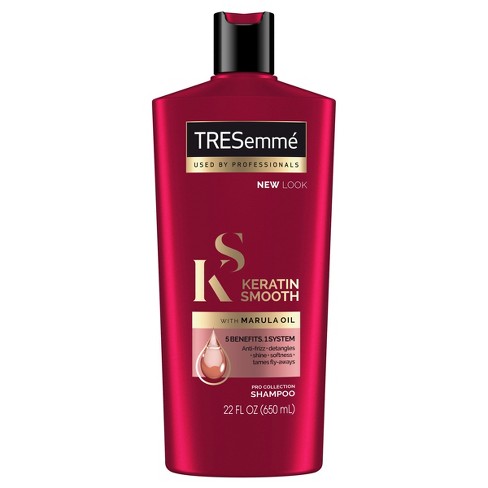 TRESemmé
USED BY PROFESSIONALS
NEW LOOK
KS
KERATIN
SMOOTH
WITH MARULA OIL
5 BENEFITS, 1 SYSTEM
Anti-frizz • detangles
• shine • softness •
tames fly-aways
PRO COLLECTION
SHAMPOO
22 FL OZ (650 mL)